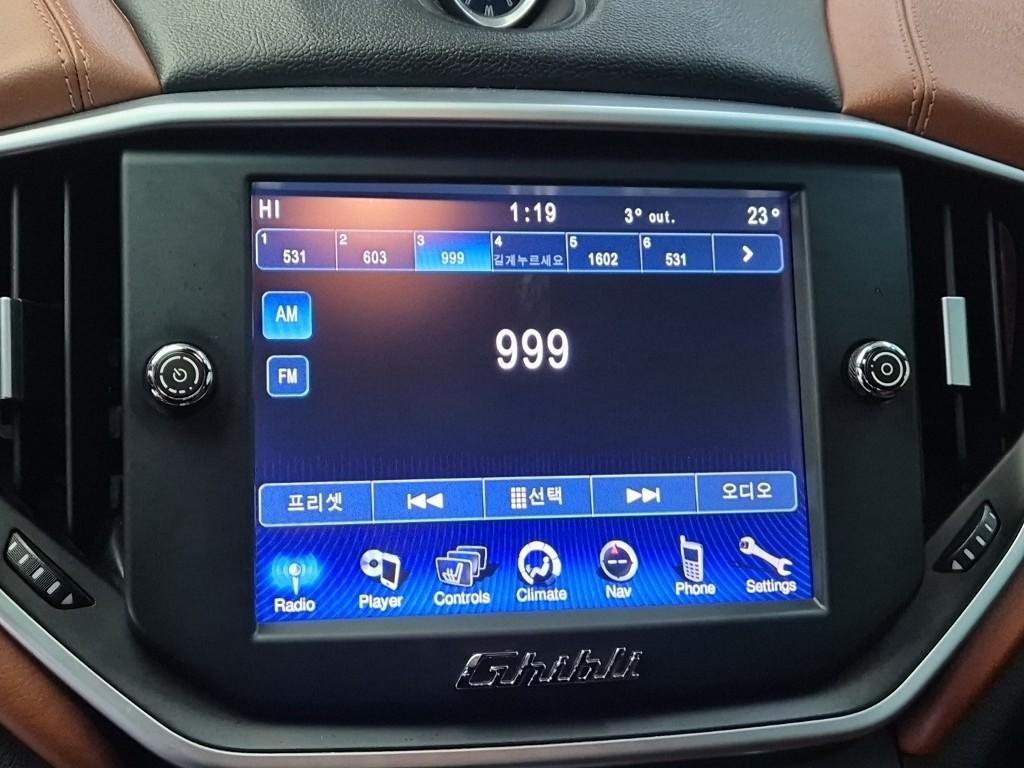 HI 1:19 3° out. 23°
1 2 3 4 5 6
531 603 999 길게누르세요 1602 531
AM
999
FM
프리셋 선택 오디오
Radio Player Controls Climate Nav Phone Settings
Ghibli